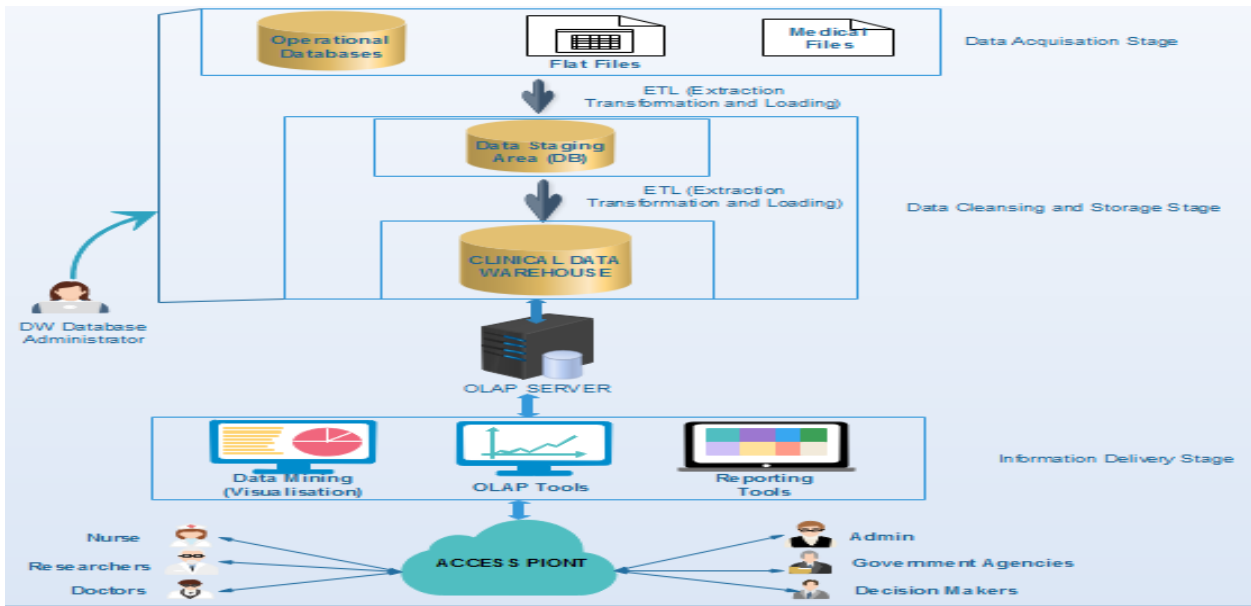 Operational
Databases
Flat Files
Medical
Files
Data Acquisation Stage
ETL (Extraction
Transformation and Loading)
Data Staging
Area (DB)
ETL (Extraction
Transformation and Loading)
Data Cleansing and Storage Stage
CLINICAL DATA
WAREHOUSE
DW Database
Administrator
OLAP SERVER
Data Mining
(Visualisation)
OLAP Tools
Reporting
Tools
Information Delivery Stage
Nurse
Researchers
Doctors
ACCESS PIONT
Admin
Government Agencies
Decision Makers